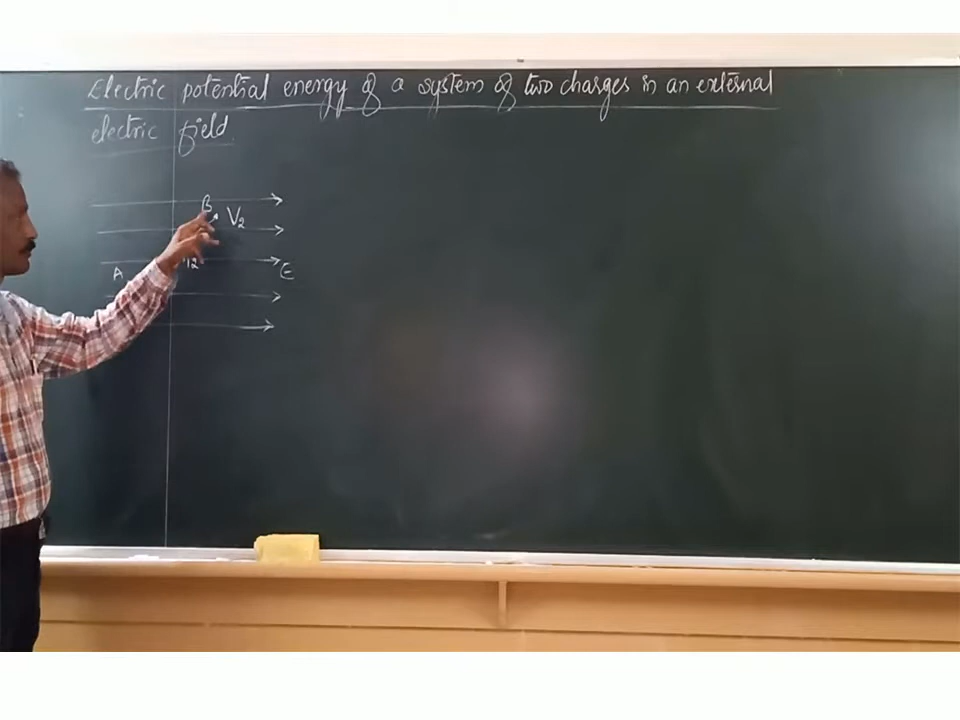 Electric potential energy of a system of two charges in an external
electric field.
B V2
A E